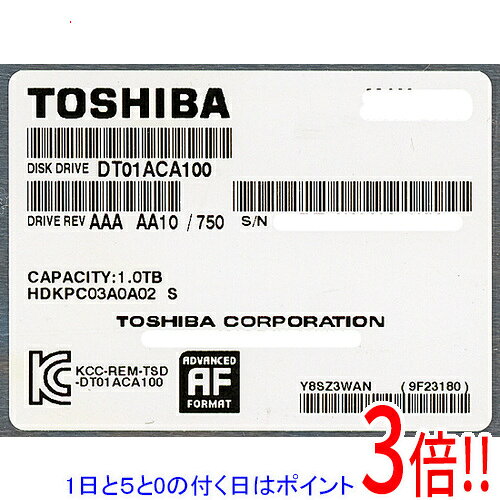 TOSHIBA
DISK DRIVE DT01ACA100
DRIVE REV AAA AA10 / 750 S/N
CAPACITY:1.0TB
HDKPC03A0A02 S
TOSHIBA CORPORATION
KCC-REM-TSD
-DT01ACA100
ADVANCED
AF
FORMAT
Y8SZ3WAN (9F23180)
1日と5と0の付く日はポイント
3倍!!